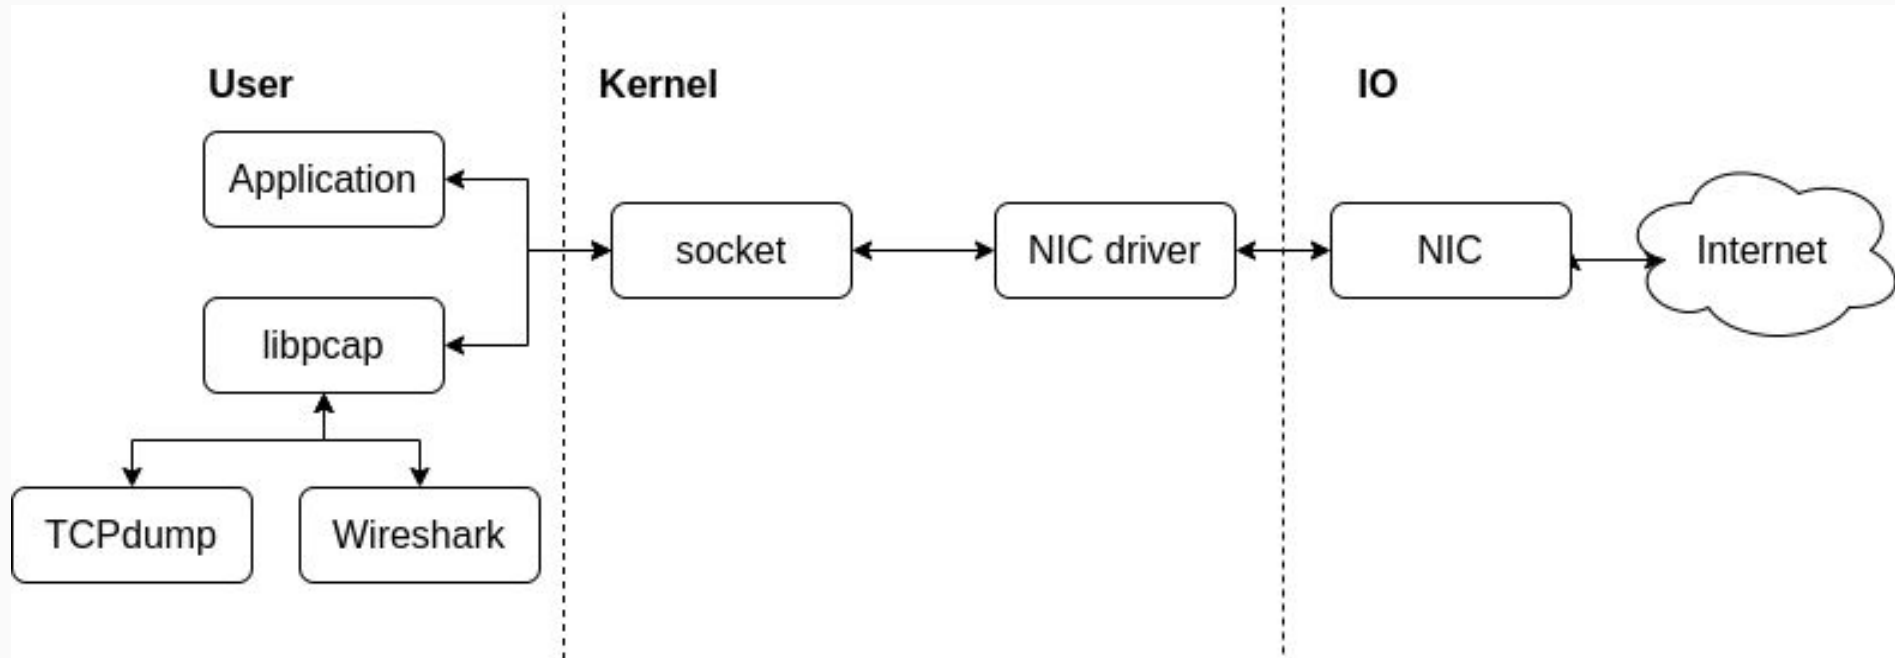 User
Kernel
IO
Application
socket
NIC driver
NIC
Internet
libpcap
TCPdump
Wireshark